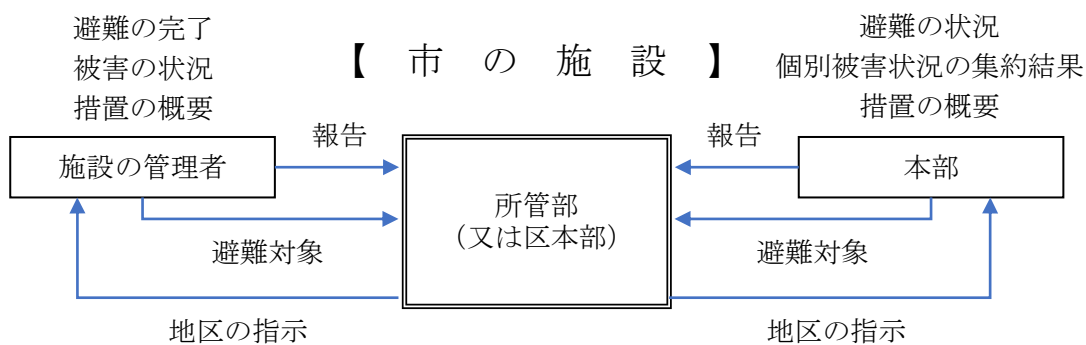 避難の完了
被害の状況
措置の概要
【 市 の 施 設 】
避難の状況
個別被害状況の集約結果
措置の概要
報告
報告
施設の管理者
所管部
（又は区本部）
本部
避難対象
避難対象
地区の指示
地区の指示